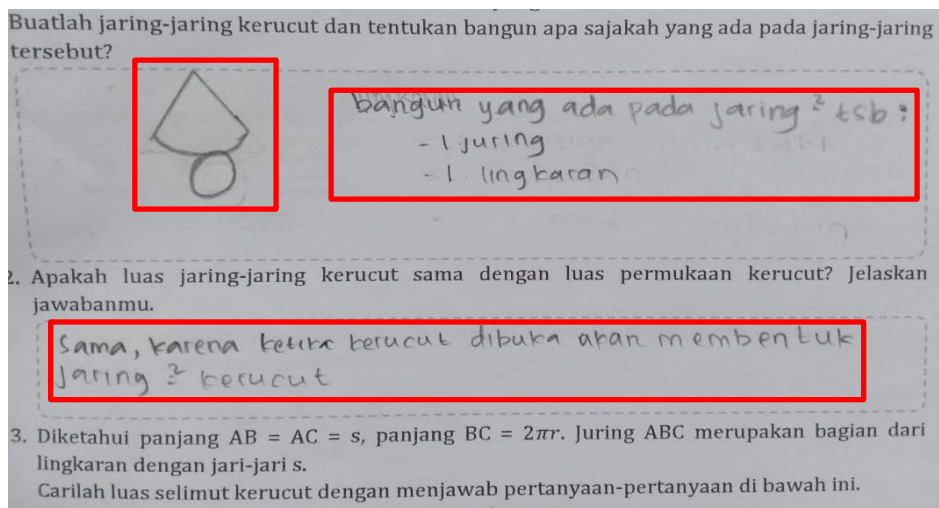 Buatlah jaring-jaring kerucut dan tentukan bangun apa sajakah yang ada pada jaring-jaring
tersebut?
bangun yang ada pada jaring² tsb :
- 1 juring
- 1 lingkaran
2. Apakah luas jaring-jaring kerucut sama dengan luas permukaan kerucut? Jelaskan
jawabanmu.
Sama, karena ketika kerucut dibuka akan membentuk
Jaring² kerucut
3. Diketahui panjang AB = AC = s, panjang BC = 2πr. Juring ABC merupakan bagian dari
lingkaran dengan jari-jari s.
Carilah luas selimut kerucut dengan menjawab pertanyaan-pertanyaan di bawah ini.